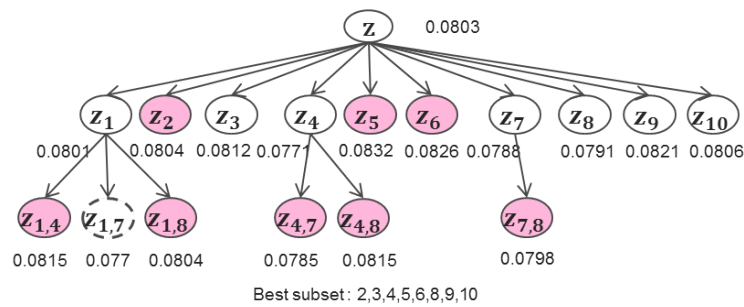 z 0.0803
z1 z2 z3 z4 z5 z6 z7 z8 z9 z10
0.0801 0.0804 0.0812 0.0771 0.0832 0.0826 0.0788 0.0791 0.0821 0.0806
z1,4 z1,7 z1,8 z4,7 z4,8 z7,8
0.0815 0.077 0.0804 0.0785 0.0815 0.0798
Best subset : 2,3,4,5,6,8,9,10